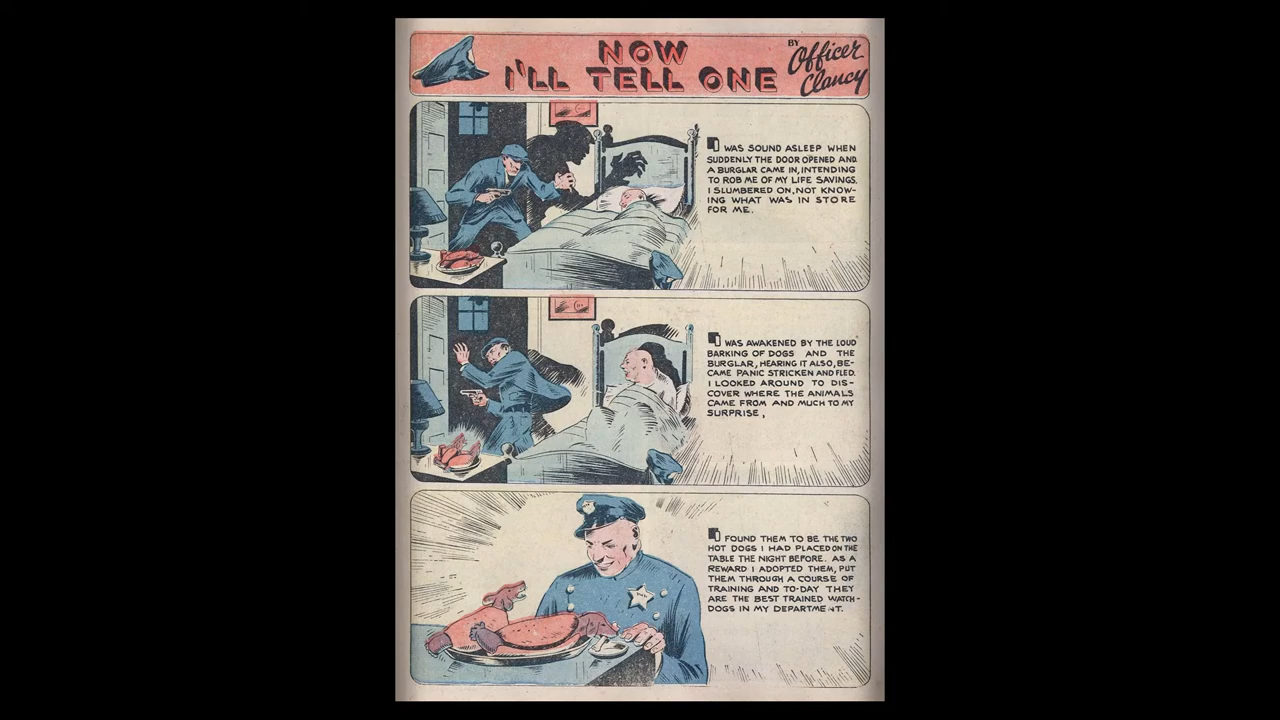 NOW
I'LL TELL ONE
BY
Officer
Clancy
I WAS SOUND ASLEEP WHEN
SUDDENLY THE DOOR OPENED AND
A BURGLAR CAME IN, INTENDING
TO ROB ME OF MY LIFE SAVINGS.
I SLUMBERED ON, NOT KNOW-
ING WHAT WAS IN STORE
FOR ME.
I WAS AWAKENED BY THE LOUD
BARKING OF DOGS AND THE
BURGLAR, HEARING IT ALSO, BE-
CAME PANIC STRICKEN AND FLED.
I LOOKED AROUND TO DIS-
COVER WHERE THE ANIMALS
CAME FROM AND MUCH TO MY
SURPRISE,
I FOUND THEM TO BE THE TWO
HOT DOGS I HAD PLACED ON THE
TABLE THE NIGHT BEFORE. AS A
REWARD I ADOPTED THEM, PUT
THEM THROUGH A COURSE OF
TRAINING AND TO-DAY THEY
ARE THE BEST TRAINED WATCH-
DOGS IN MY DEPARTMENT.